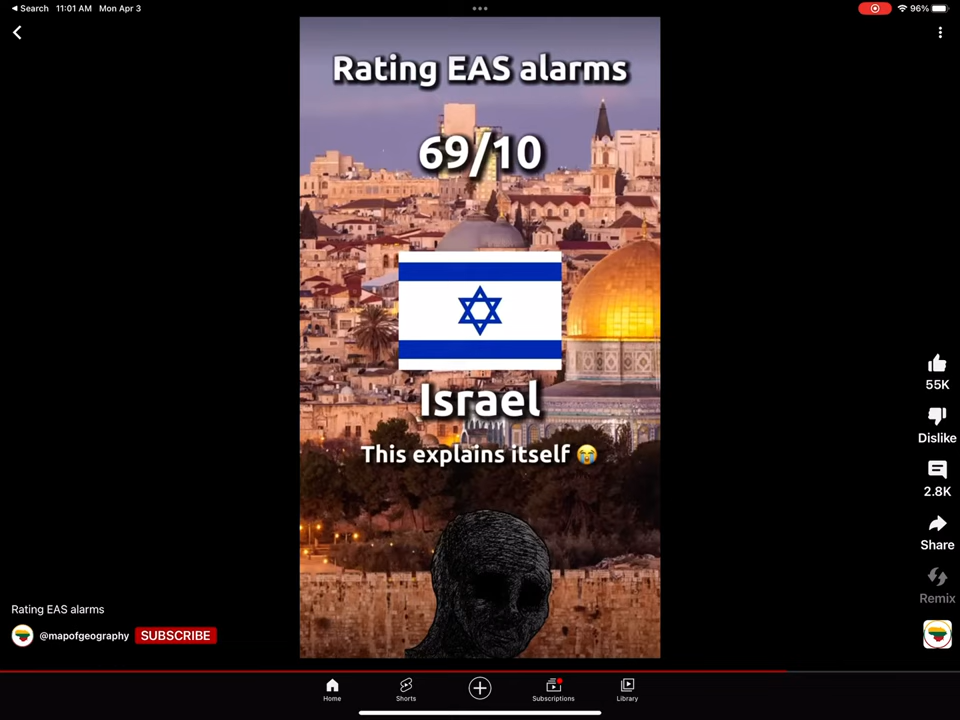 Search 11:01 AM Mon Apr 3
96%
Rating EAS alarms
69/10
Israel
This explains itself 😭
55K
Dislike
2.8K
Share
Remix
Rating EAS alarms
@mapofgeography SUBSCRIBE
Home Shorts Subscriptions Library